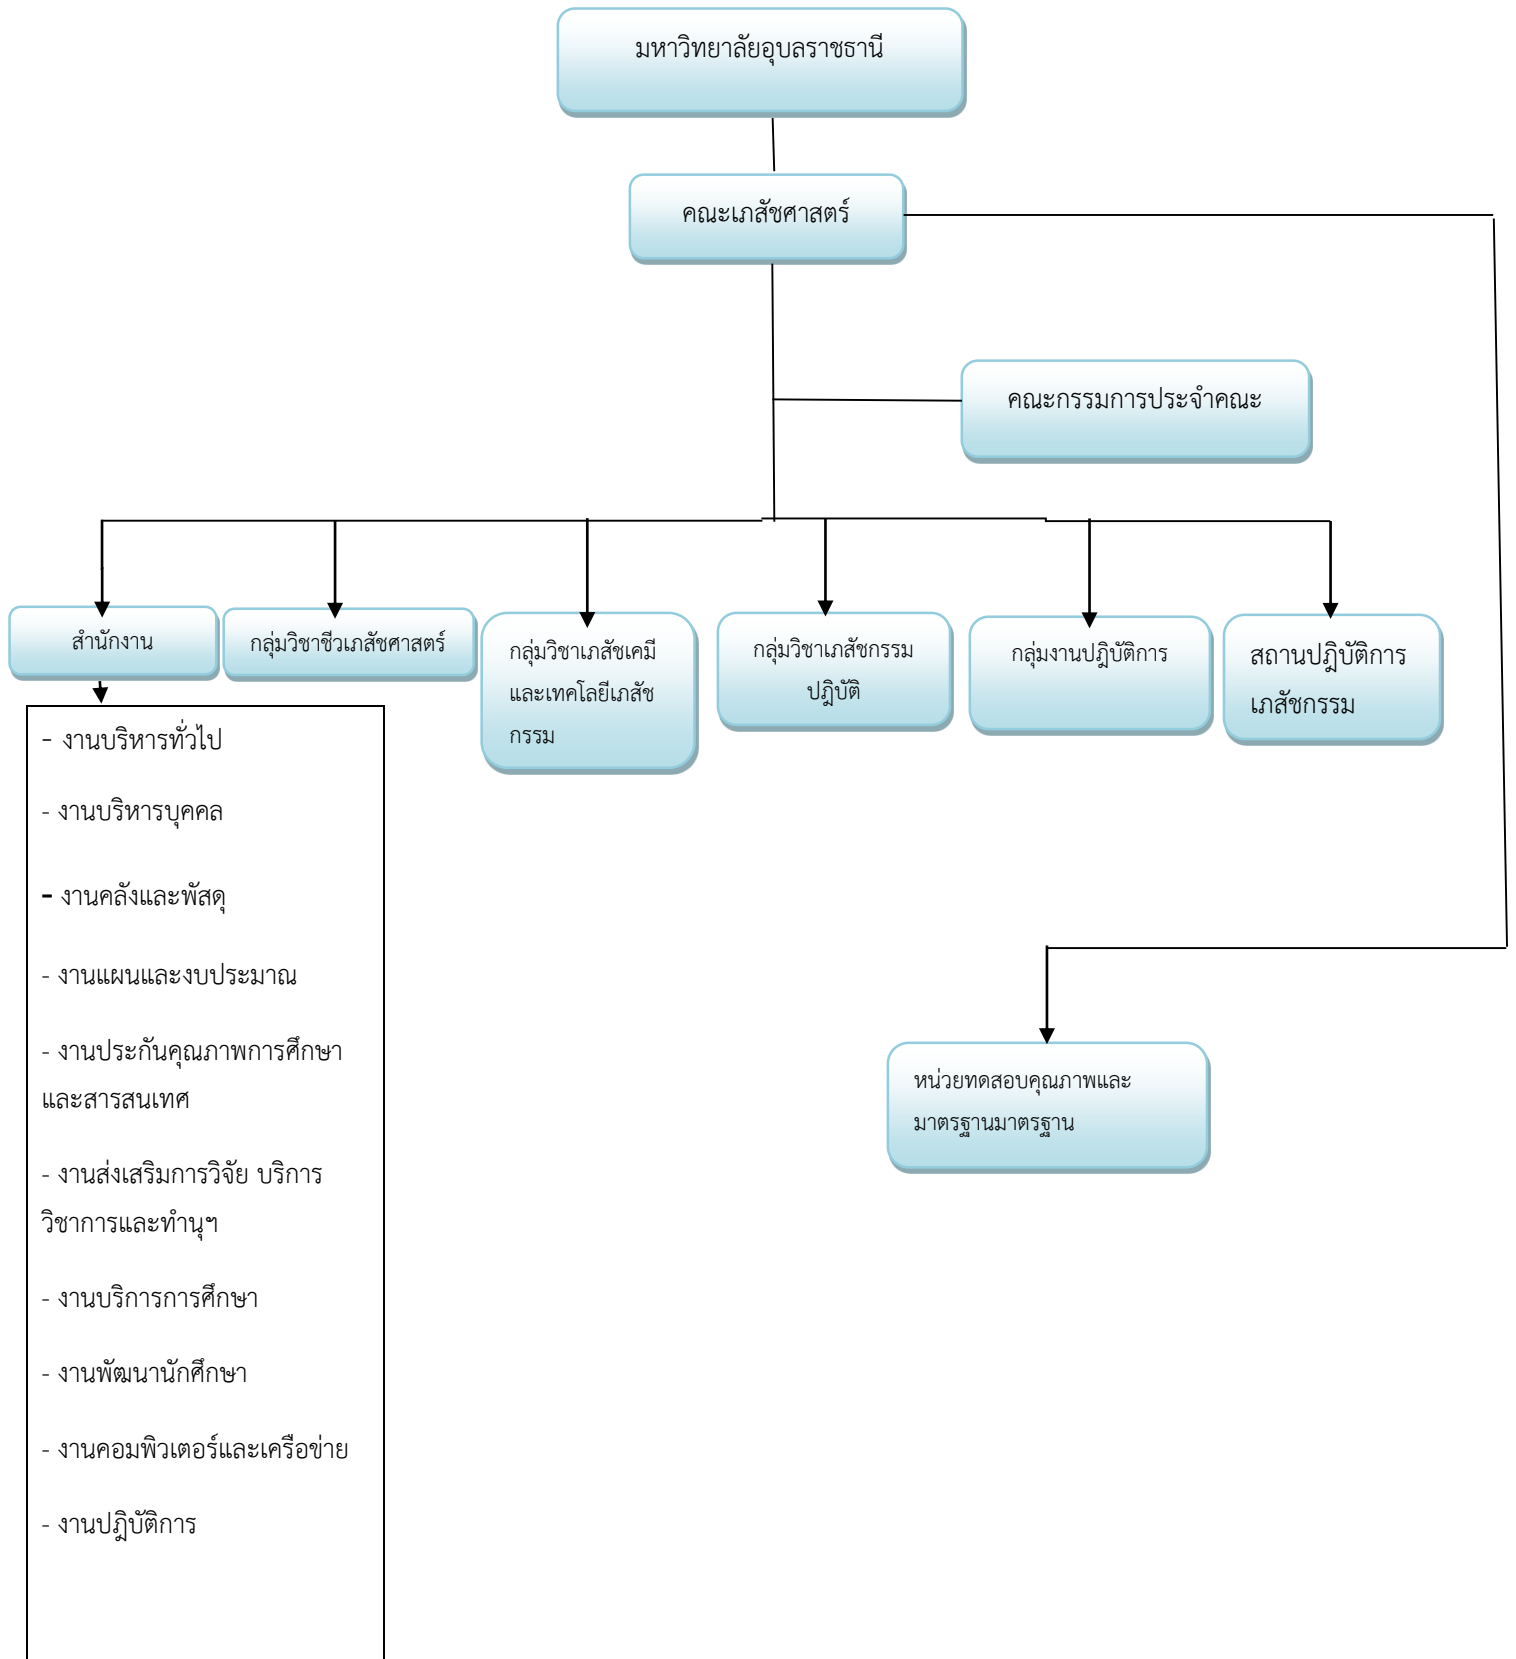 มหาวิทยาลัยอุบลราชธานี
คณะเภสัชศาสตร์
คณะกรรมการประจำคณะ
สำนักงาน
กลุ่มวิชาชีวเภสัชศาสตร์
กลุ่มวิชาเภสัชเคมี
และเทคโลยีเภสัช
กรรม
กลุ่มวิชาเภสัชกรรม
ปฎิบัติ
กลุ่มงานปฎิบัติการ
สถานปฎิบัติการ
เภสัชกรรม
- งานบริหารทั่วไป
- งานบริหารบุคคล
- งานคลังและพัสดุ
- งานแผนและงบประมาณ
- งานประกันคุณภาพการศึกษา
และสารสนเทศ
- งานส่งเสริมการวิจัย บริการ
วิชาการและทำนุฯ
- งานบริการการศึกษา
- งานพัฒนานักศึกษา
- งานคอมพิวเตอร์และเครือข่าย
- งานปฎิบัติการ
หน่วยทดสอบคุณภาพและ
มาตรฐานมาตรฐาน